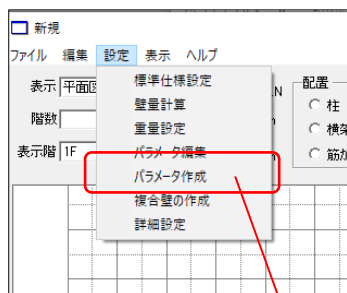 新規
ファイル 編集 設定 表示 ヘルプ
標準仕様設定
壁量計算
重量設定
パラメータ編集
パラメータ作成
複合壁の作成
詳細設定
表示 平面
階数
表示階 1F
N
配置
柱
横架
筋か